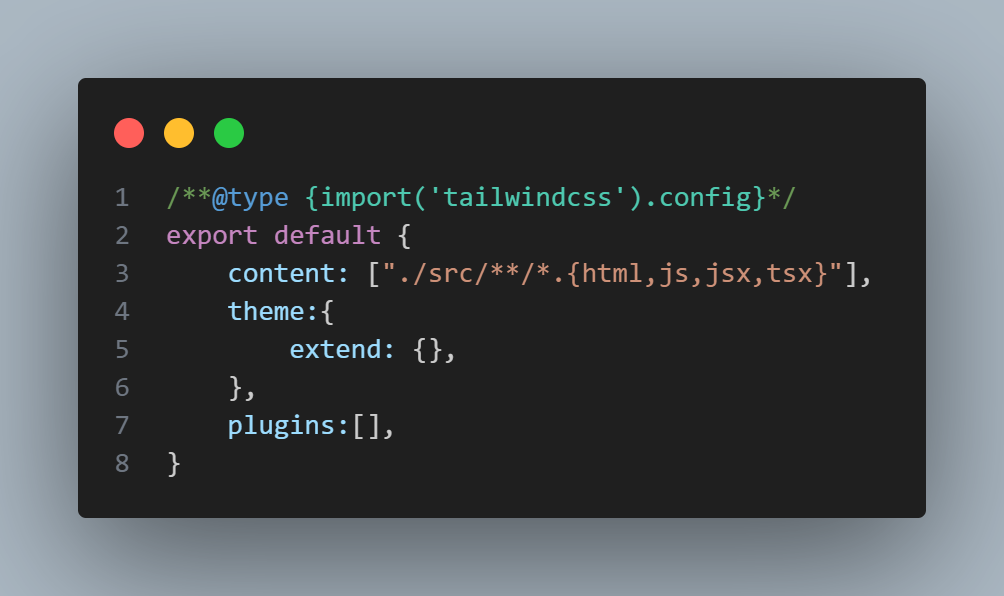 1 /**@type {import('tailwindcss').config}*/
2 export default {
3     content: ["./src/**/*.{html,js,jsx,tsx}"],
4     theme:{
5         extend: {},
6     },
7     plugins:[],
8 }